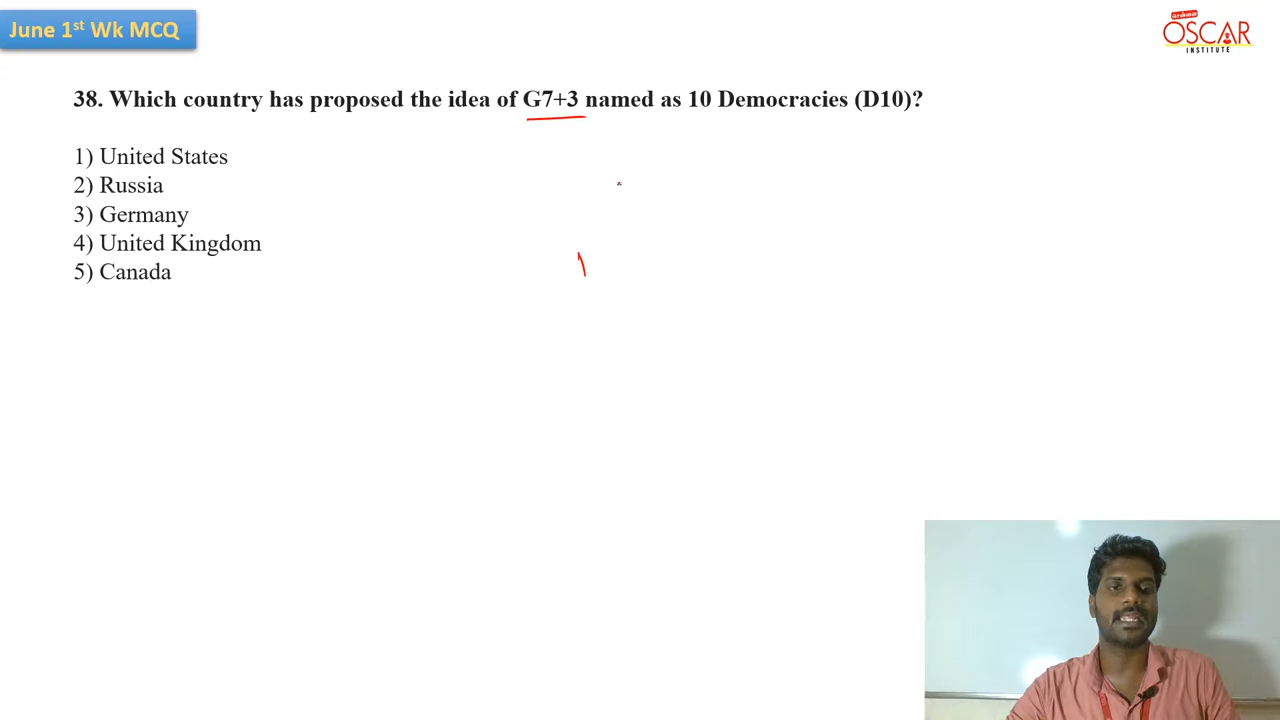 June 1st Wk MCQ
சென்னை
OSCAR
INSTITUTE
38. Which country has proposed the idea of G7+3 named as 10 Democracies (D10)?
1) United States
2) Russia
3) Germany
4) United Kingdom
5) Canada